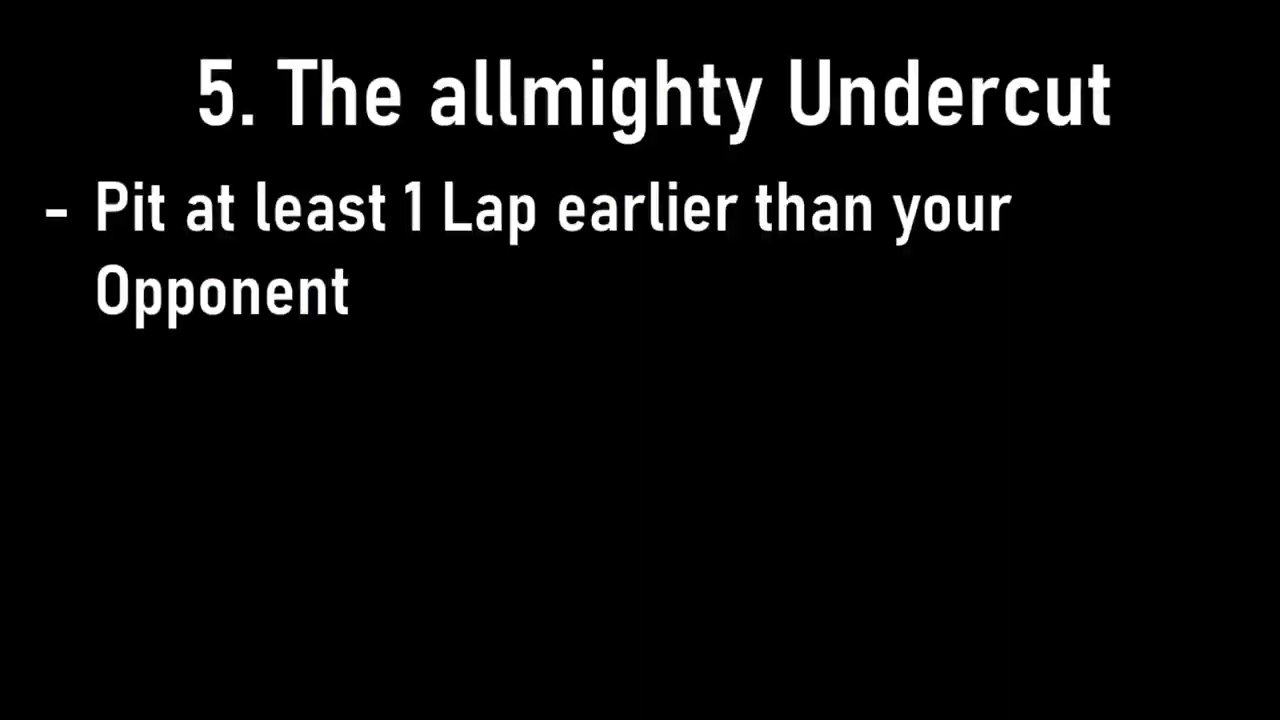 5. The allmighty Undercut
- Pit at least 1 Lap earlier than your
Opponent